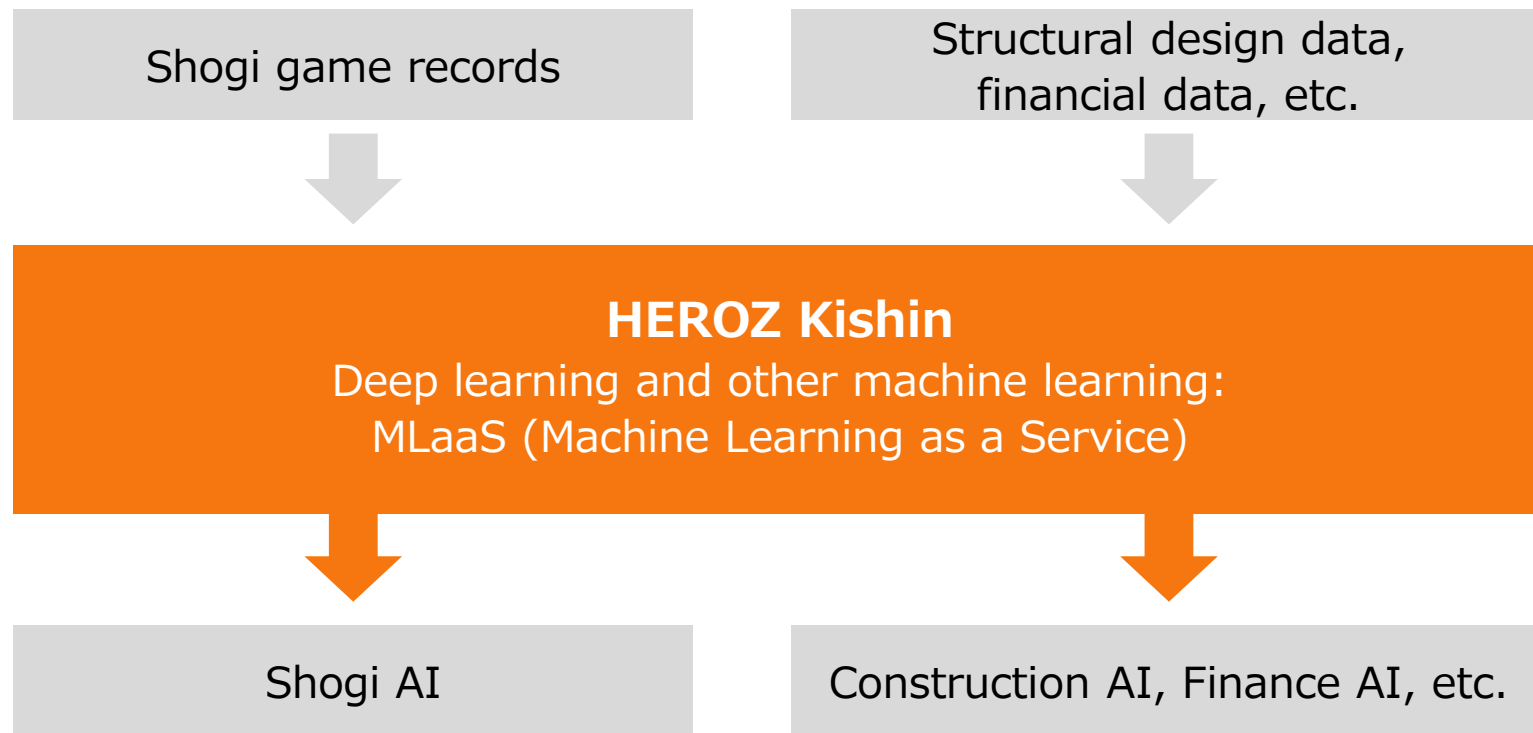 Shogi game records
Structural design data,
financial data, etc.
HEROZ Kishin
Deep learning and other machine learning:
MLaaS (Machine Learning as a Service)
Shogi AI
Construction AI, Finance AI, etc.